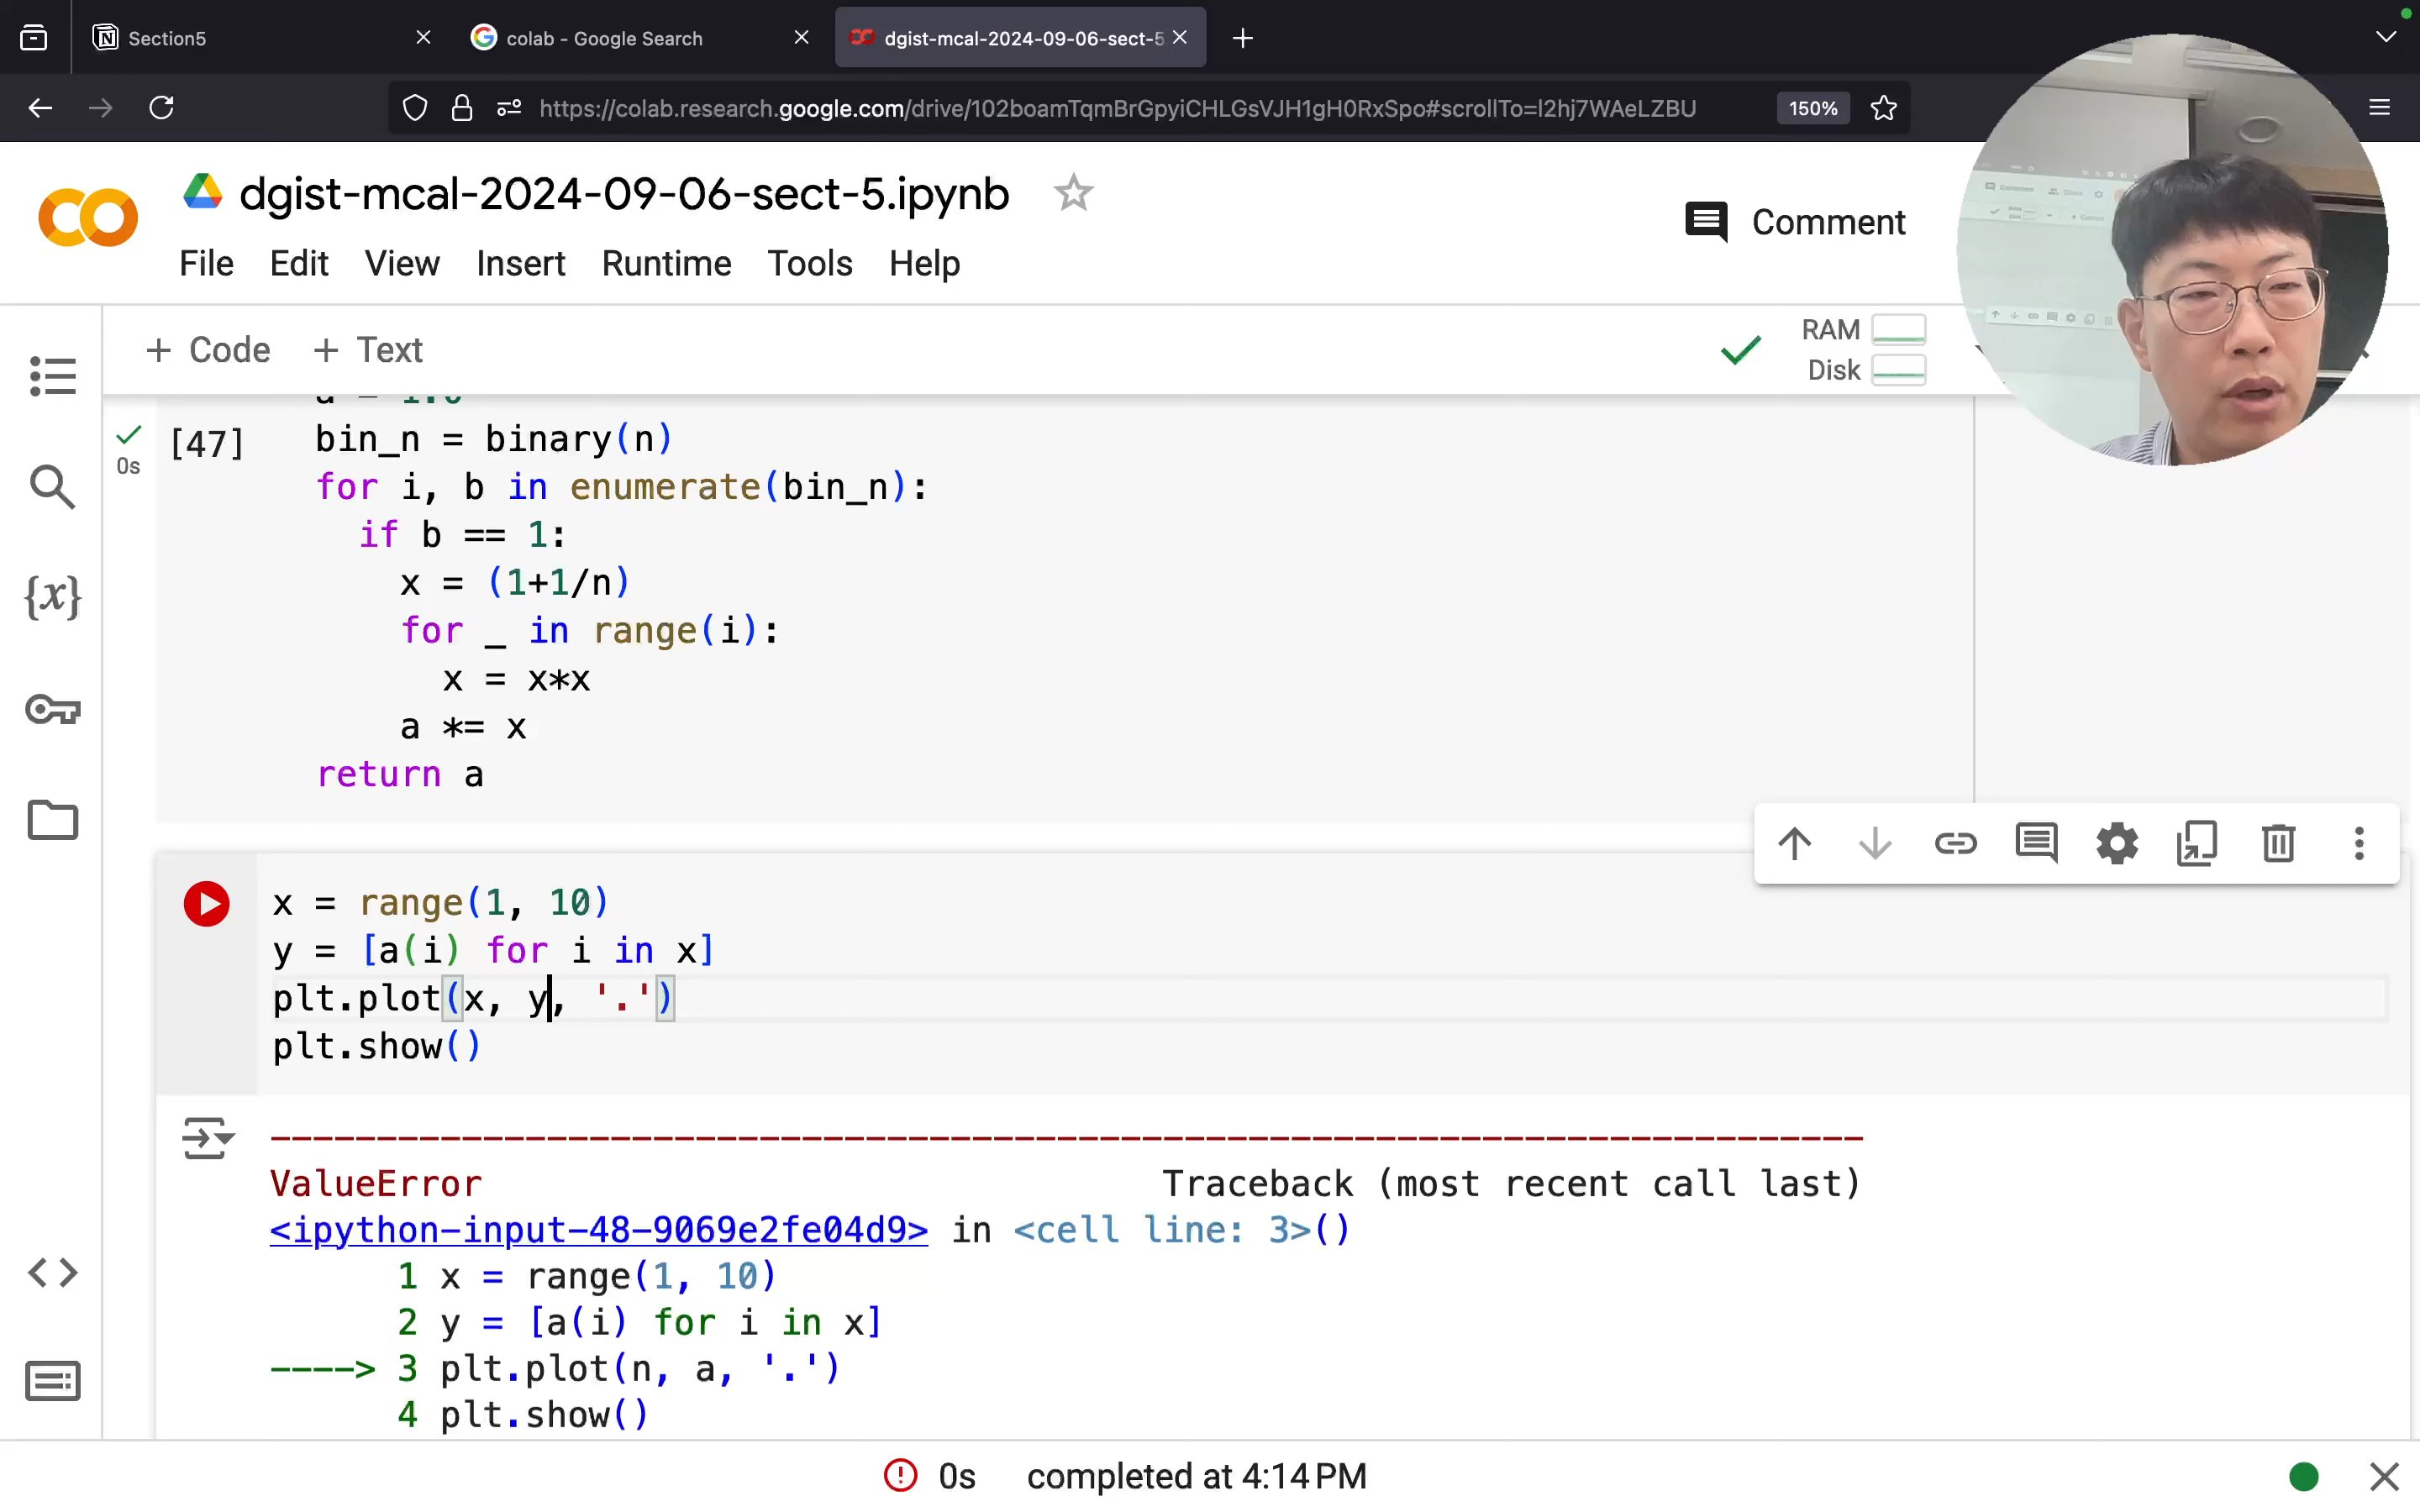 Section5
colab - Google Search
dgist-mcal-2024-09-06-sect-5
https://colab.research.google.com/drive/102boamTqmBrGpyiCHLGsVJH1gH0RxSpo#scrollTo=l2hj7WAeLZBU
150%
dgist-mcal-2024-09-06-sect-5.ipynb
Comment
File Edit View Insert Runtime Tools Help
+ Code + Text
RAM
Disk
0s
[47]
bin_n = binary(n)
for i, b in enumerate(bin_n):
if b == 1:
x = (1+1/n)
for _ in range(i):
x = x*x
a *= x
return a
x = range(1, 10)
y = [a(i) for i in x]
plt.plot(x, y, '.')
plt.show()
ValueError Traceback (most recent call last)
<ipython-input-48-9069e2fe04d9> in <cell line: 3>()
1 x = range(1, 10)
2 y = [a(i) for i in x]
----> 3 plt.plot(n, a, '.')
4 plt.show()
0s completed at 4:14 PM